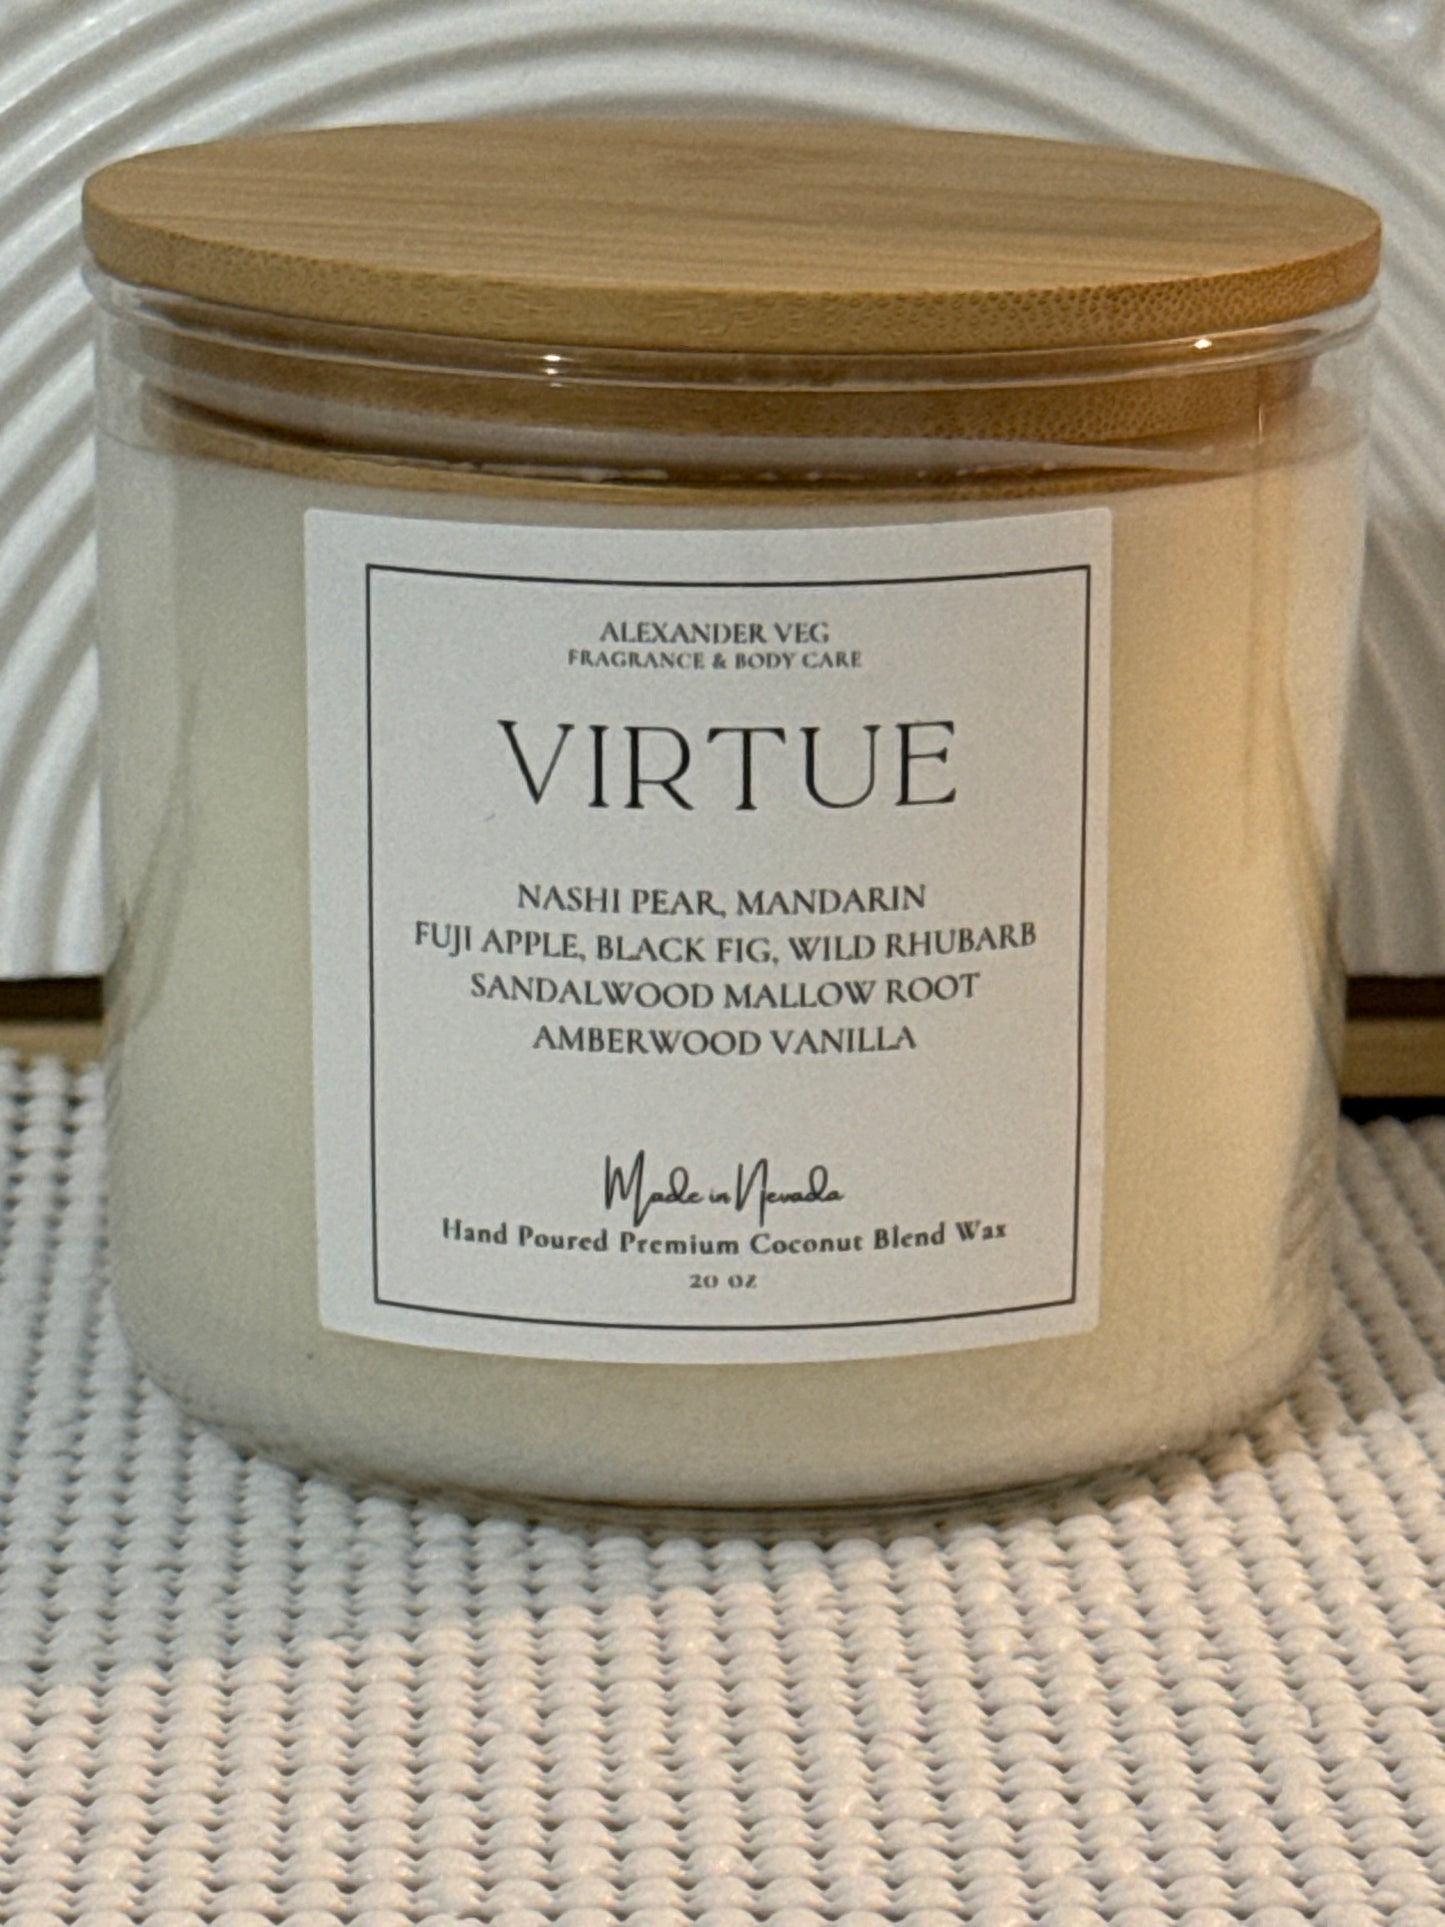 ALEXANDER VEG
FRAGRANCE & BODY CARE
VIRTUE
NASHI PEAR, MANDARIN
FUJI APPLE, BLACK FIG, WILD RHUBARB
SANDALWOOD MALLOW ROOT
AMBERWOOD VANILLA
Made in Nevada
Hand Poured Premium Coconut Blend Wax
20 OZ